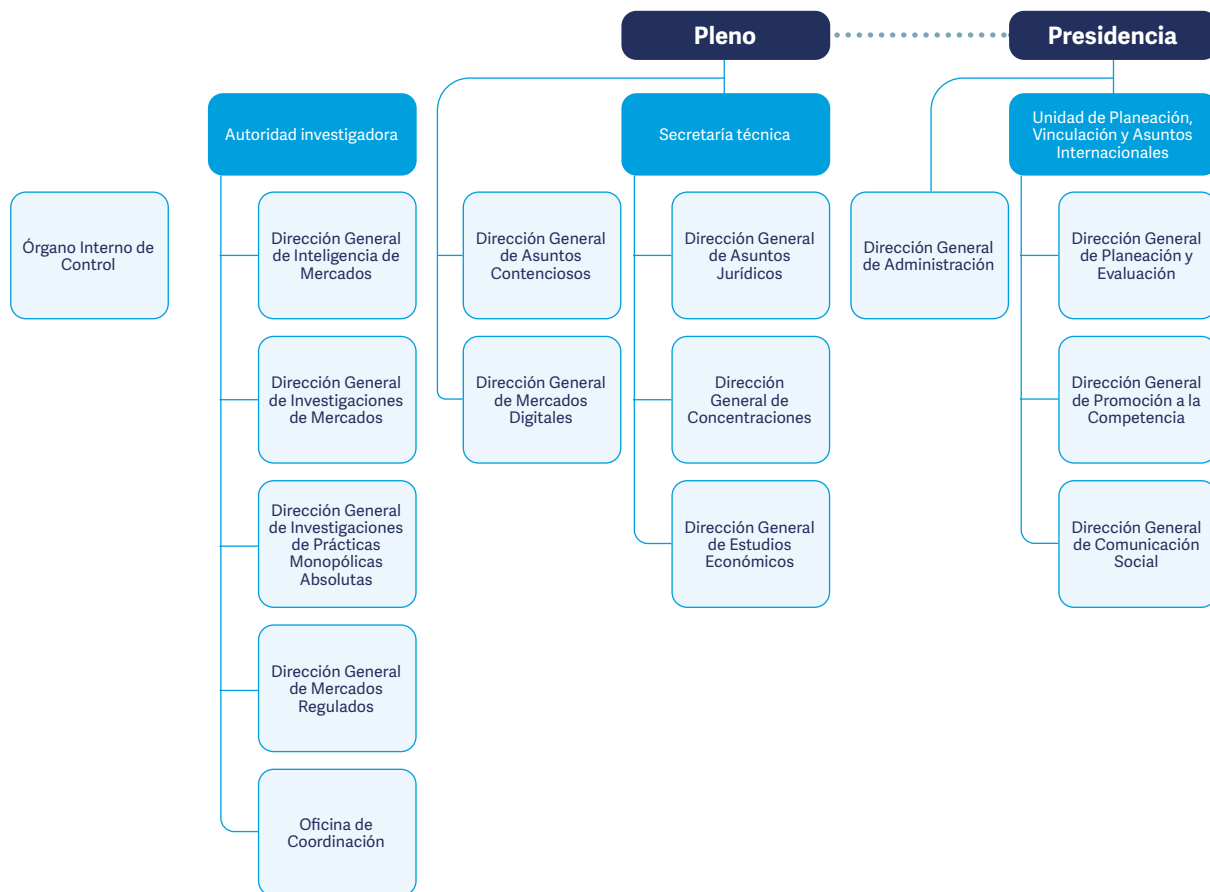 Pleno
Presidencia
Autoridad investigadora
Secretaría técnica
Unidad de Planeación,
Vinculación y Asuntos
Internacionales
Órgano Interno de
Control
Dirección General
de Inteligencia de
Mercados
Dirección General
de Asuntos
Contenciosos
Dirección General
de Asuntos
Jurídicos
Dirección General
de Administración
Dirección General
de Planeación y
Evaluación
Dirección General
de Investigaciones
de Mercados
Dirección General
de Mercados
Digitales
Dirección
General de
Concentraciones
Dirección General
de Promoción a la
Competencia
Dirección General
de Investigaciones
de Prácticas
Monopólicas
Absolutas
Dirección General
de Estudios
Económicos
Dirección General
de Comunicación
Social
Dirección General
de Mercados
Regulados
Oficina de
Coordinación